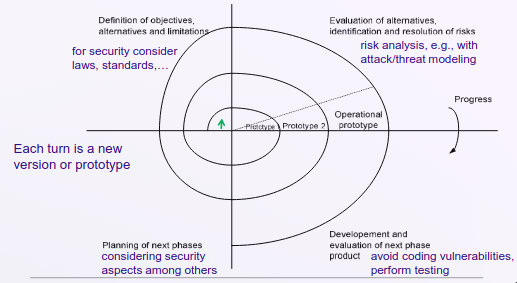 Definition of objectives,
alternatives and limitations
for security consider
laws, standards,…
Evaluation of alternatives,
identification and resolution of risks
risk analysis, e.g., with
attack/threat modeling
Progress
Prototype
Prototype 2
Operational
prototype
Each turn is a new
version or prototype
Planning of next phases
considering security
aspects among others
Developement and
evaluation of next phase
product
avoid coding vulnerabilities,
perform testing